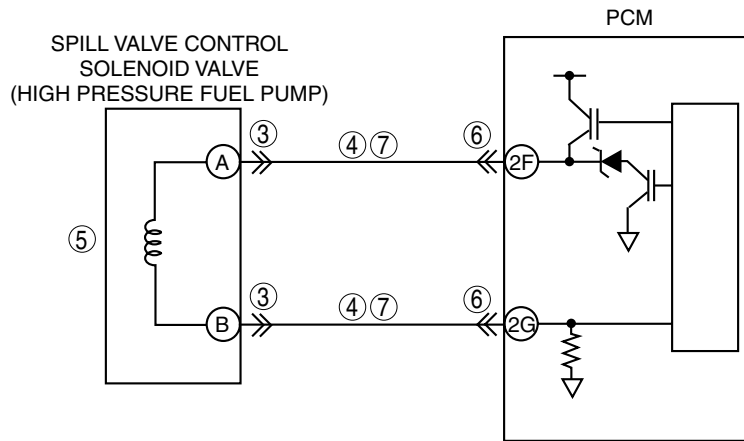 PCM
SPILL VALVE CONTROL
SOLENOID VALVE
(HIGH PRESSURE FUEL PUMP)
③ ④⑦ ⑥
A 2F
⑤
③ ④⑦ ⑥
B 2G